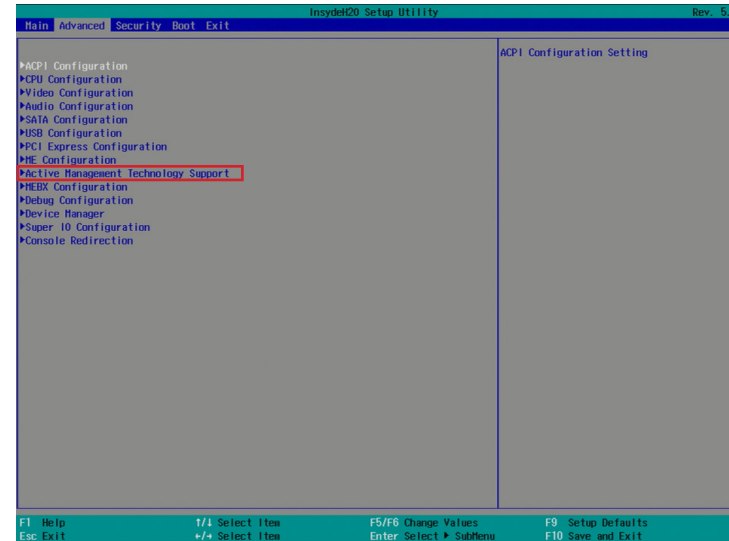 InsydeH20 Setup Utility Rev. 5.
Main Advanced Security Boot Exit
ACPI Configuration Setting
▶ACPI Configuration
▶CPU Configuration
▶Video Configuration
▶Audio Configuration
▶SATA Configuration
▶USB Configuration
▶PCI Express Configuration
▶ME Configuration
▶Active Management Technology Support
▶MEBX Configuration
▶Debug Configuration
▶Device Manager
▶Super IO Configuration
▶Console Redirection
F1 Help ↑/↓ Select Item F5/F6 Change Values F9 Setup Defaults
Esc Exit ←/→ Select Item Enter Select ▶ SubMenu F10 Save and Exit